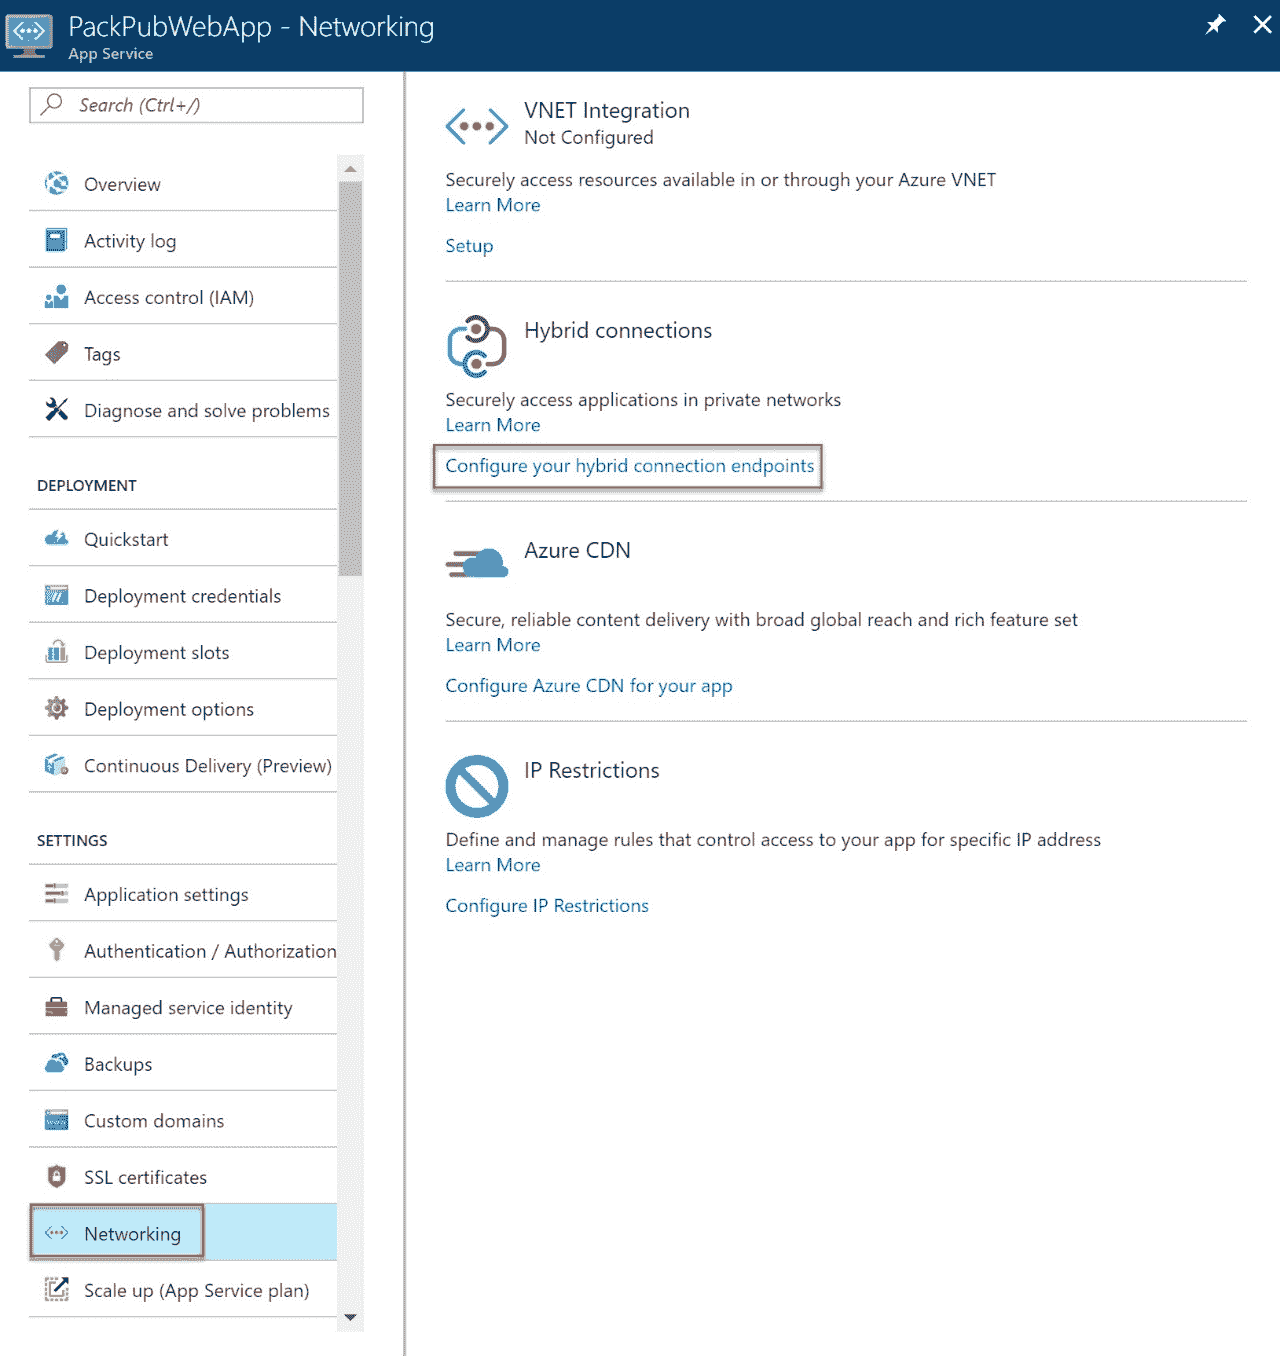 PackPubWebApp - Networking
App Service
Search (Ctrl+/)
Overview
Activity log
Access control (IAM)
Tags
Diagnose and solve problems
DEPLOYMENT
Quickstart
Deployment credentials
Deployment slots
Deployment options
Continuous Delivery (Preview)
SETTINGS
Application settings
Authentication / Authorization
Managed service identity
Backups
Custom domains
SSL certificates
Networking
Scale up (App Service plan)
VNET Integration
Not Configured
Securely access resources available in or through your Azure VNET
Learn More
Setup
Hybrid connections
Securely access applications in private networks
Learn More
Configure your hybrid connection endpoints
Azure CDN
Secure, reliable content delivery with broad global reach and rich feature set
Learn More
Configure Azure CDN for your app
IP Restrictions
Define and manage rules that control access to your app for specific IP address
Learn More
Configure IP Restrictions